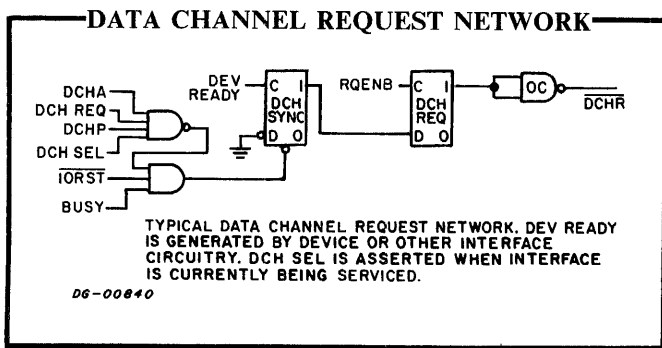 DATA CHANNEL REQUEST NETWORK
DCHA
DCH REQ
DCHP
DCH SEL
IORST
BUSY
DEV
READY
C I
DCH
SYNC
D O
RQENB
C I
DCH
REQ
D O
OC
DCHR
TYPICAL DATA CHANNEL REQUEST NETWORK. DEV READY
IS GENERATED BY DEVICE OR OTHER INTERFACE
CIRCUITRY. DCH SEL IS ASSERTED WHEN INTERFACE
IS CURRENTLY BEING SERVICED.
DG-00840